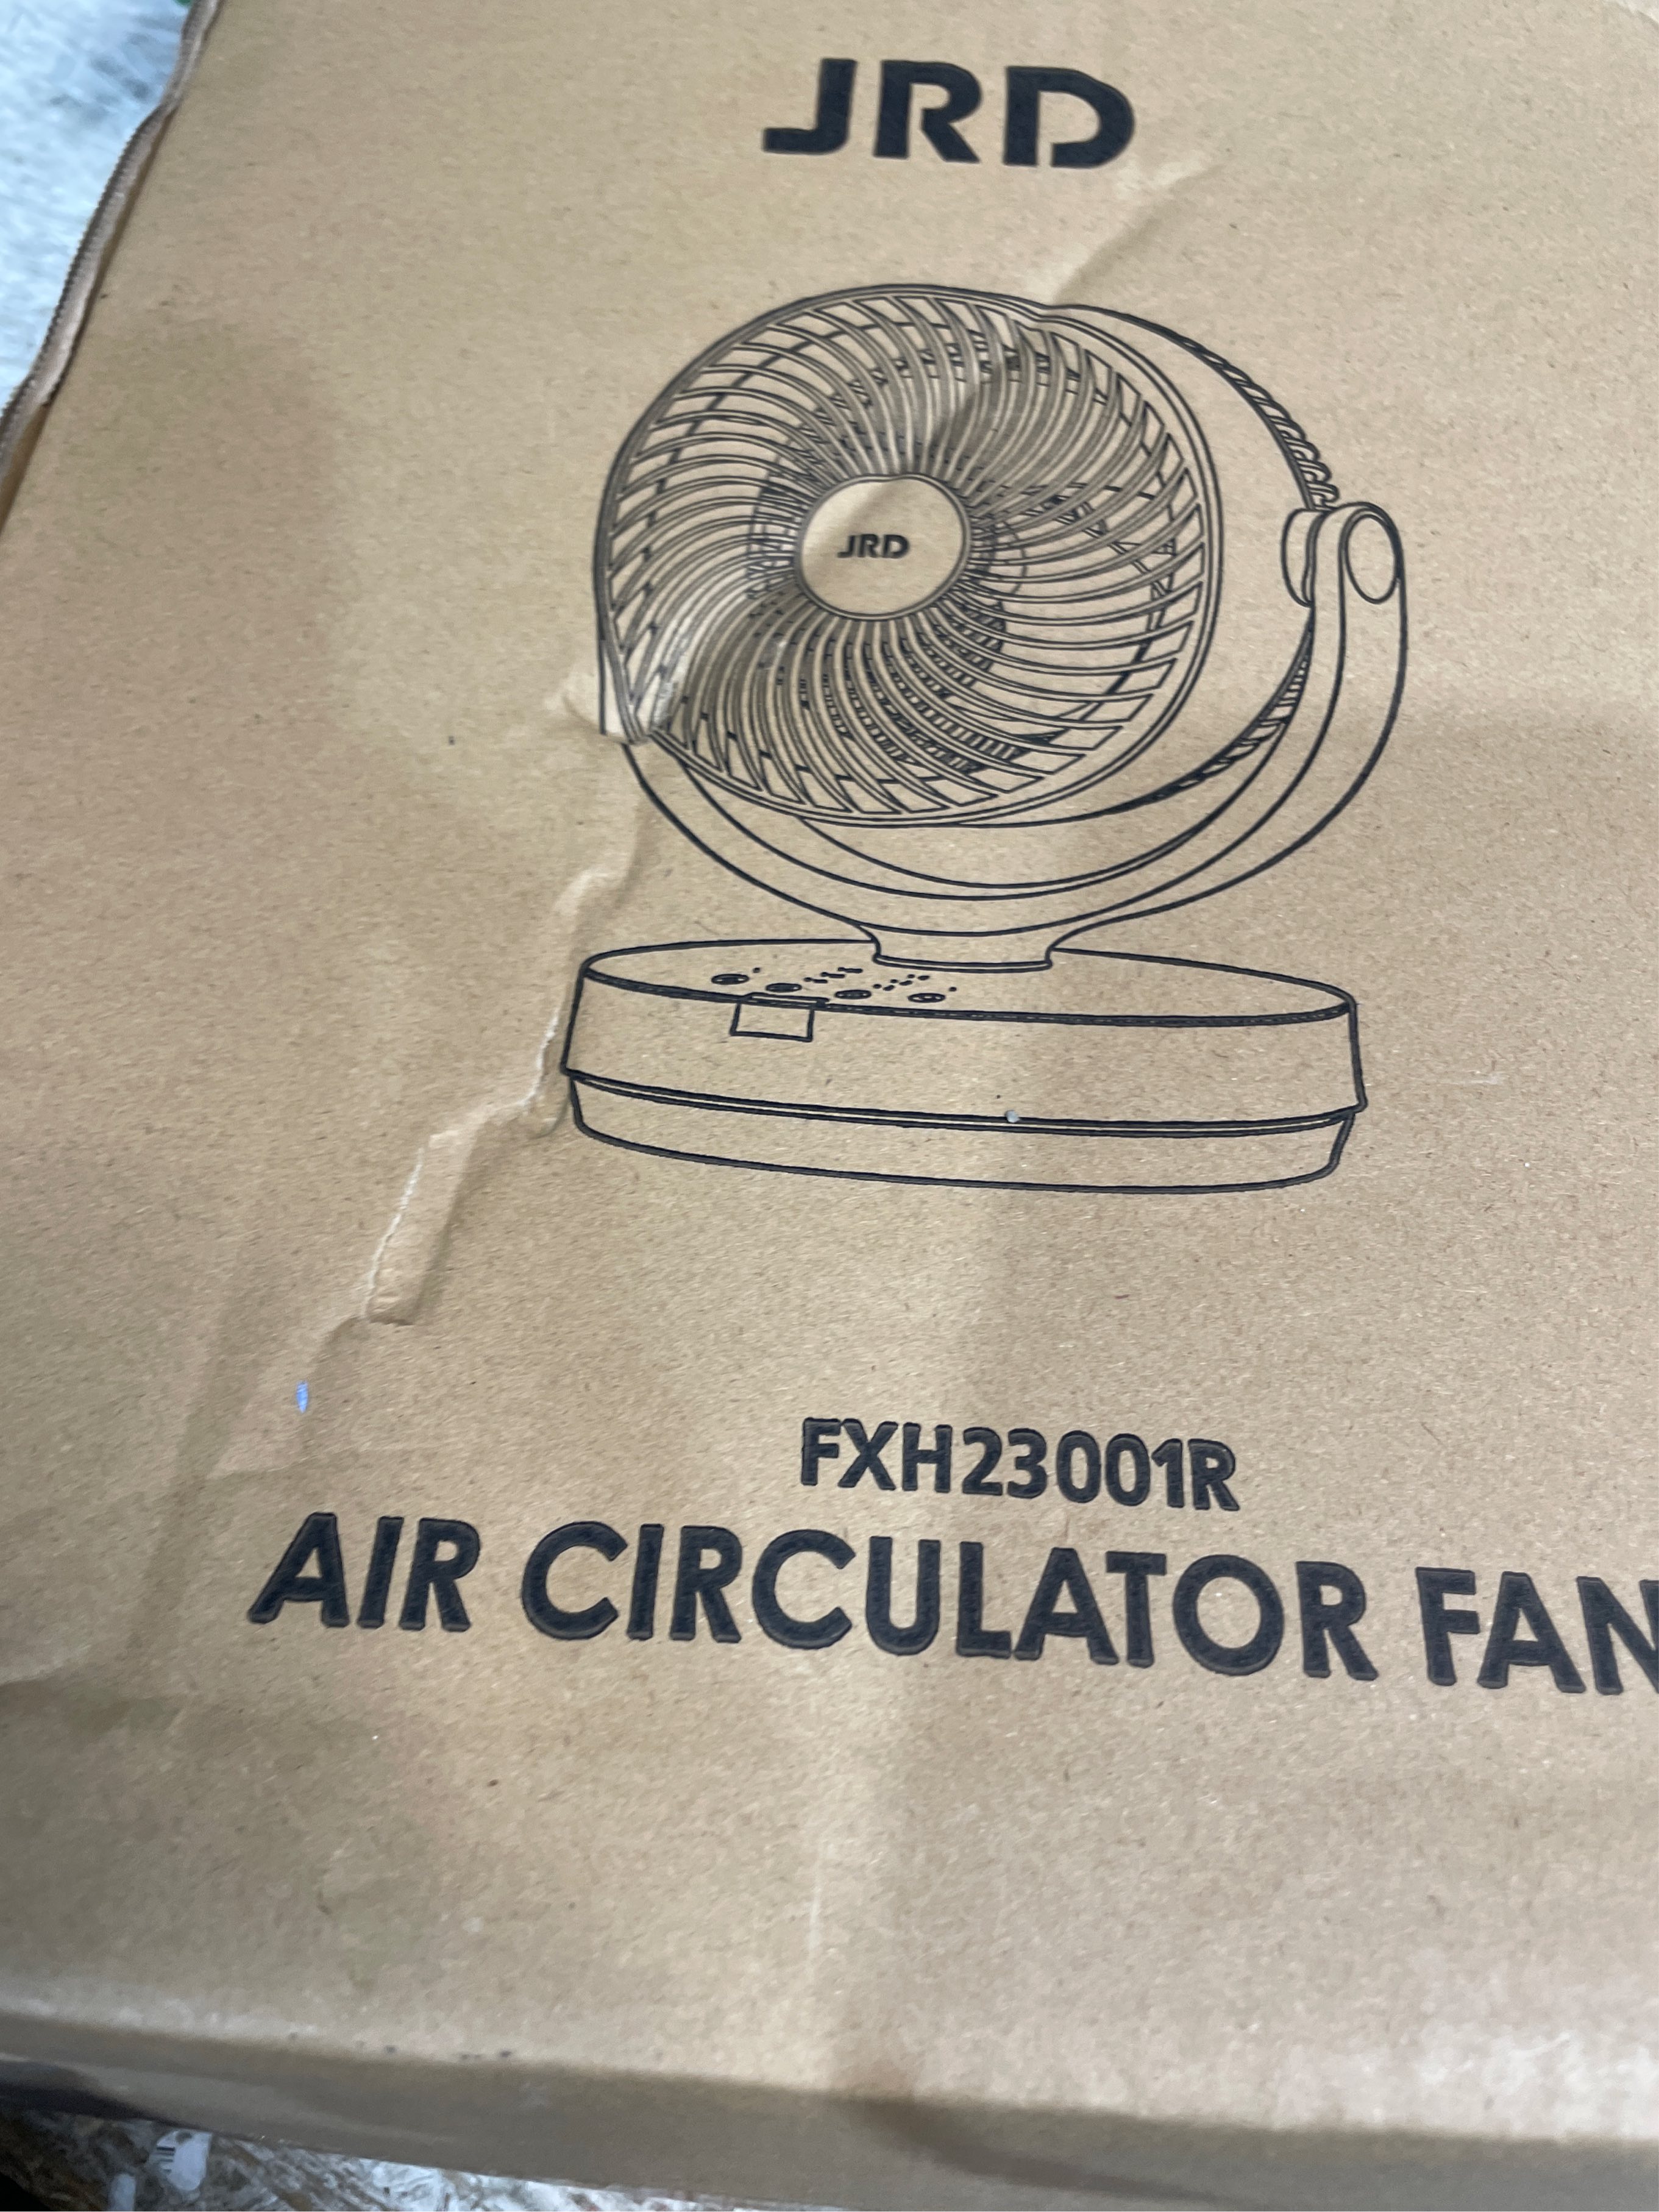 JRD
JRD
FXH23001R
AIR CIRCULATOR FAN